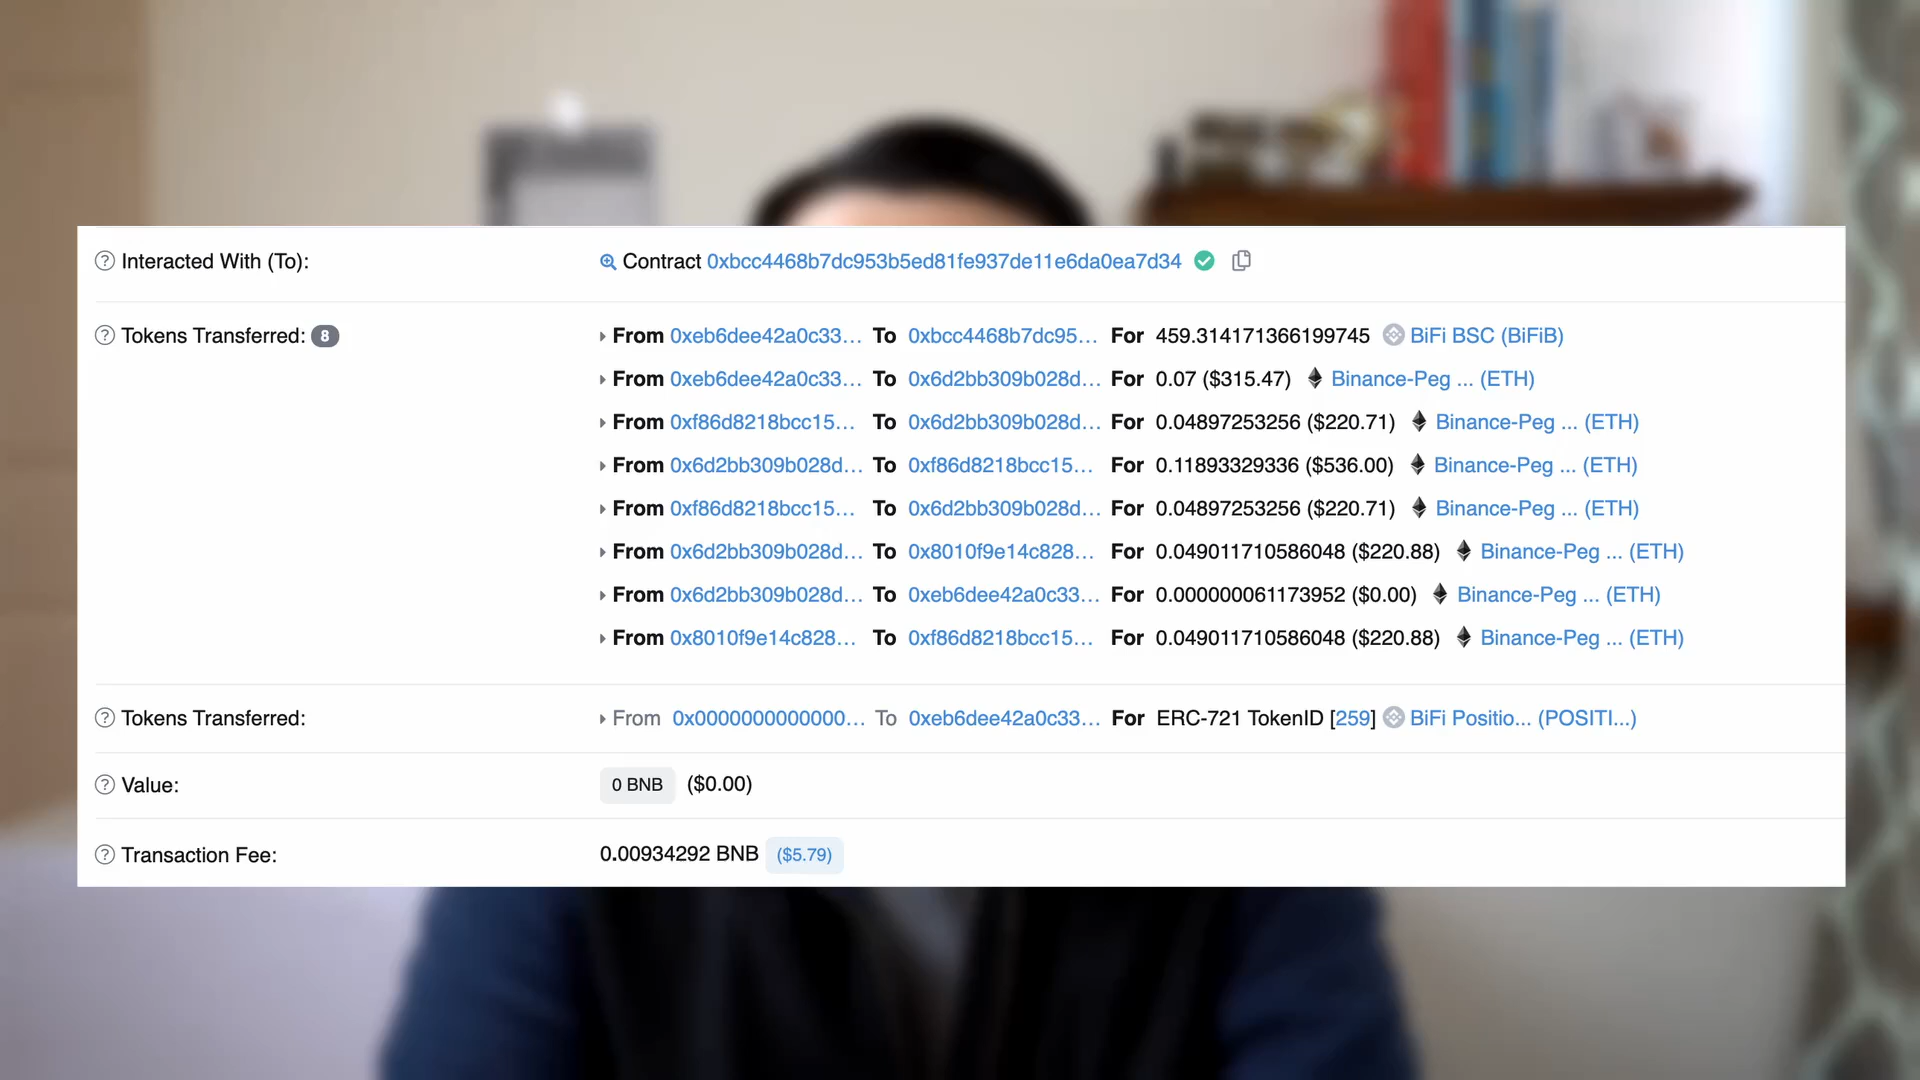 Interacted With (To): Contract 0xbcc4468b7dc953b5ed81fe937de11e6da0ea7d34
Tokens Transferred: 8 From 0xeb6dee42a0c33... To 0xbcc4468b7dc95... For 459.314171366199745 BiFi BSC (BiFiB)
From 0xeb6dee42a0c33... To 0x6d2bb309b028d... For 0.07 ($315.47) Binance-Peg ... (ETH)
From 0xf86d8218bcc15... To 0x6d2bb309b028d... For 0.04897253256 ($220.71) Binance-Peg ... (ETH)
From 0x6d2bb309b028d... To 0xf86d8218bcc15... For 0.11893329336 ($536.00) Binance-Peg ... (ETH)
From 0xf86d8218bcc15... To 0x6d2bb309b028d... For 0.04897253256 ($220.71) Binance-Peg ... (ETH)
From 0x6d2bb309b028d... To 0x8010f9e14c828... For 0.049011710586048 ($220.88) Binance-Peg ... (ETH)
From 0x6d2bb309b028d... To 0xeb6dee42a0c33... For 0.000000061173952 ($0.00) Binance-Peg ... (ETH)
From 0x8010f9e14c828... To 0xf86d8218bcc15... For 0.049011710586048 ($220.88) Binance-Peg ... (ETH)
Tokens Transferred: From 0x0000000000000... To 0xeb6dee42a0c33... For ERC-721 TokenID [259] BiFi Positio... (POSITI...)
Value: 0 BNB ($0.00)
Transaction Fee: 0.00934292 BNB ($5.79)